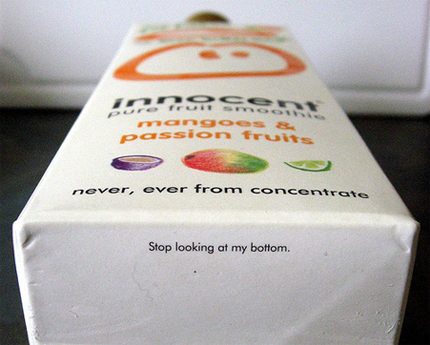 innocent
pure fruit smoothie
mangoes &
passion fruits
never, ever from concentrate
Stop looking at my bottom.